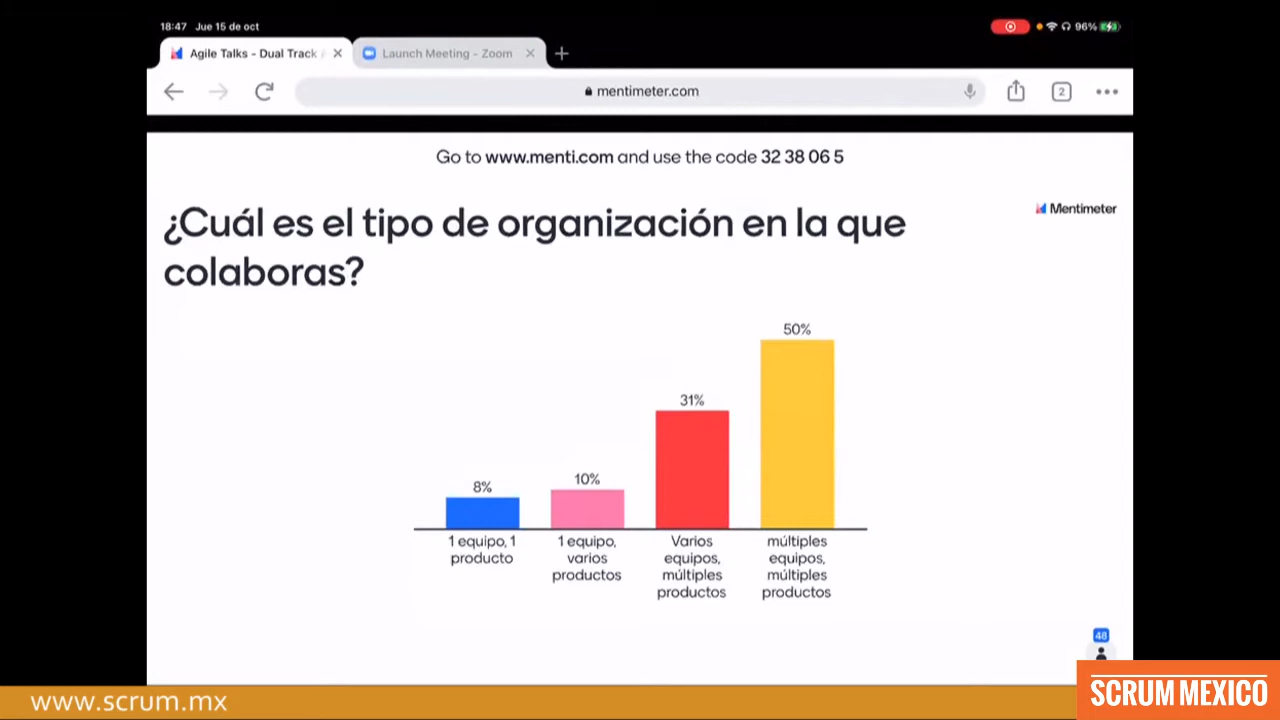 18:47 Jue 15 de oct
96%
Agile Talks - Dual Track
Launch Meeting - Zoom
mentimeter.com
2
Go to www.menti.com and use the code 32 38 06 5
Mentimeter
¿Cuál es el tipo de organización en la que
colaboras?
8%
10%
31%
50%
1 equipo, 1
producto
1 equipo,
varios
productos
Varios
equipos,
múltiples
productos
múltiples
equipos,
múltiples
productos
48
www.scrum.mx
SCRUM MEXICO